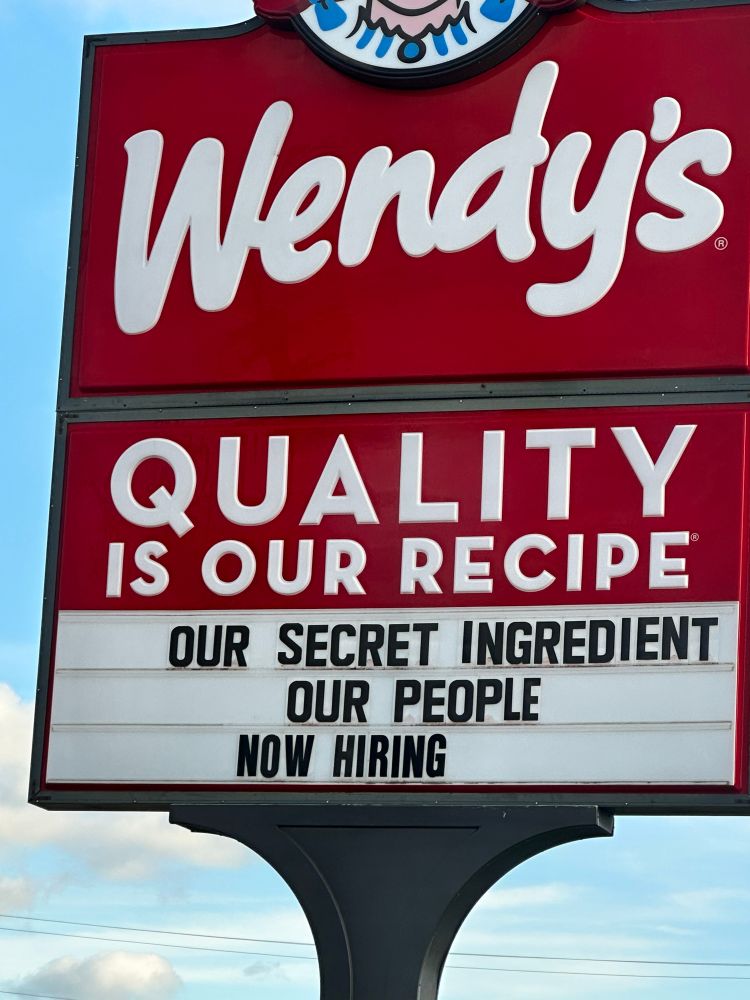 Wendy's®
QUALITY
IS OUR RECIPE®
OUR SECRET INGREDIENT
OUR PEOPLE
NOW HIRING